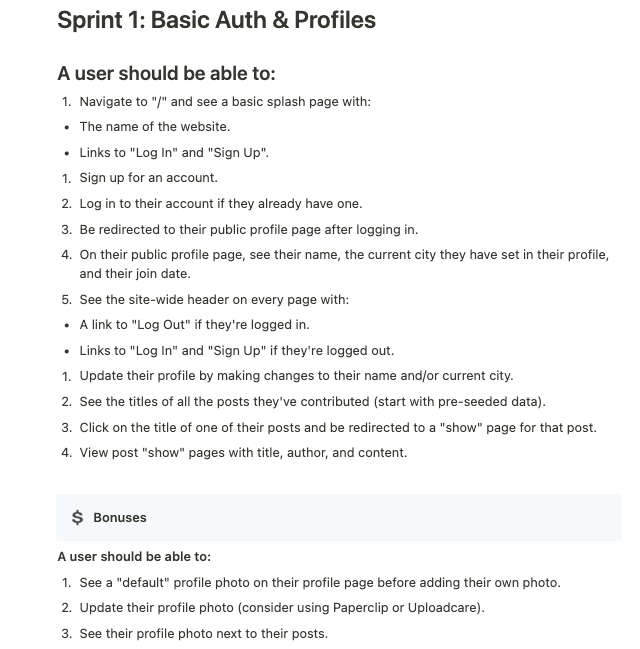 Sprint 1: Basic Auth & Profiles
A user should be able to:
1. Navigate to "/" and see a basic splash page with:
• The name of the website.
• Links to "Log In" and "Sign Up".
1. Sign up for an account.
2. Log in to their account if they already have one.
3. Be redirected to their public profile page after logging in.
4. On their public profile page, see their name, the current city they have set in their profile,
and their join date.
5. See the site-wide header on every page with:
• A link to "Log Out" if they're logged in.
• Links to "Log In" and "Sign Up" if they're logged out.
1. Update their profile by making changes to their name and/or current city.
2. See the titles of all the posts they've contributed (start with pre-seeded data).
3. Click on the title of one of their posts and be redirected to a "show" page for that post.
4. View post "show" pages with title, author, and content.
$ Bonuses
A user should be able to:
1. See a "default" profile photo on their profile page before adding their own photo.
2. Update their profile photo (consider using Paperclip or Uploadcare).
3. See their profile photo next to their posts.